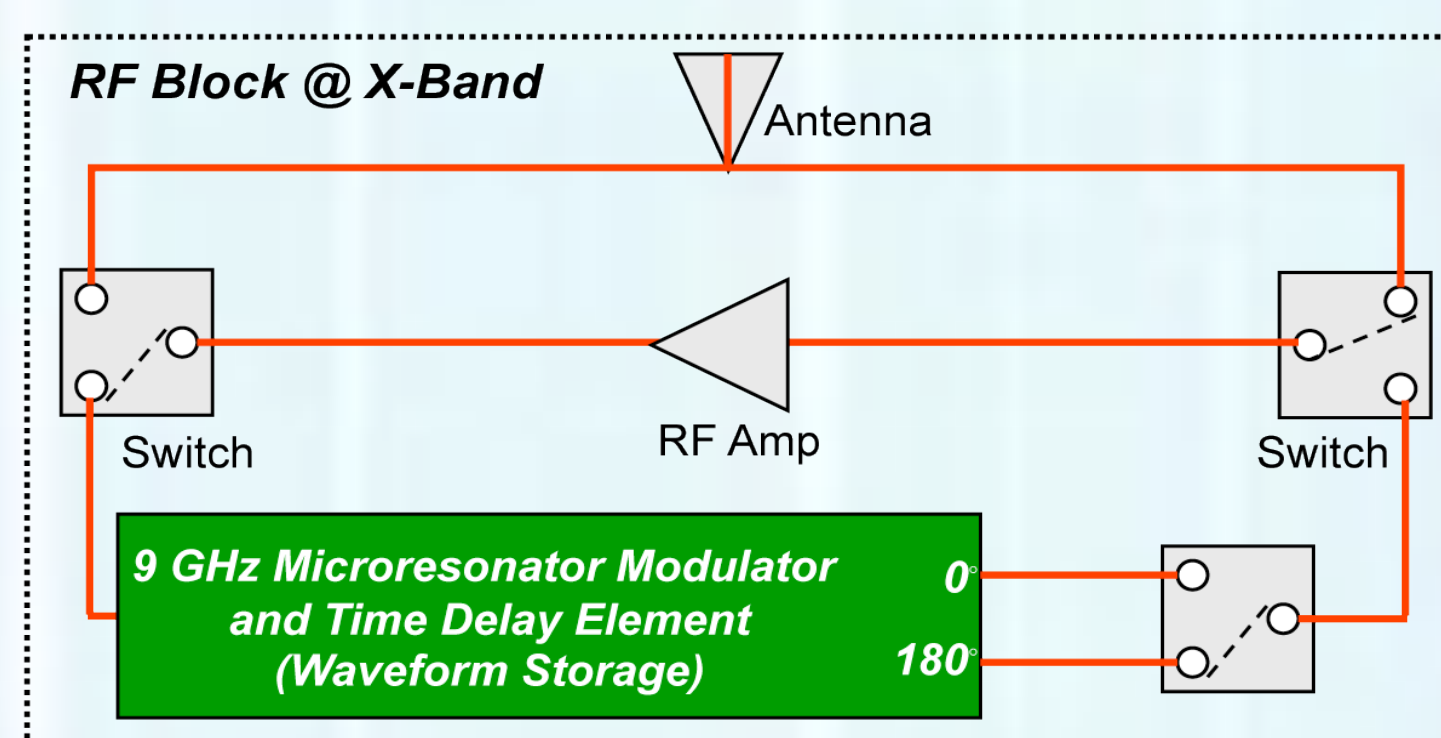 RF Block @ X-Band
Antenna
Switch
RF Amp
Switch
9 GHz Microresonator Modulator
and Time Delay Element
(Waveform Storage)
0°
180°